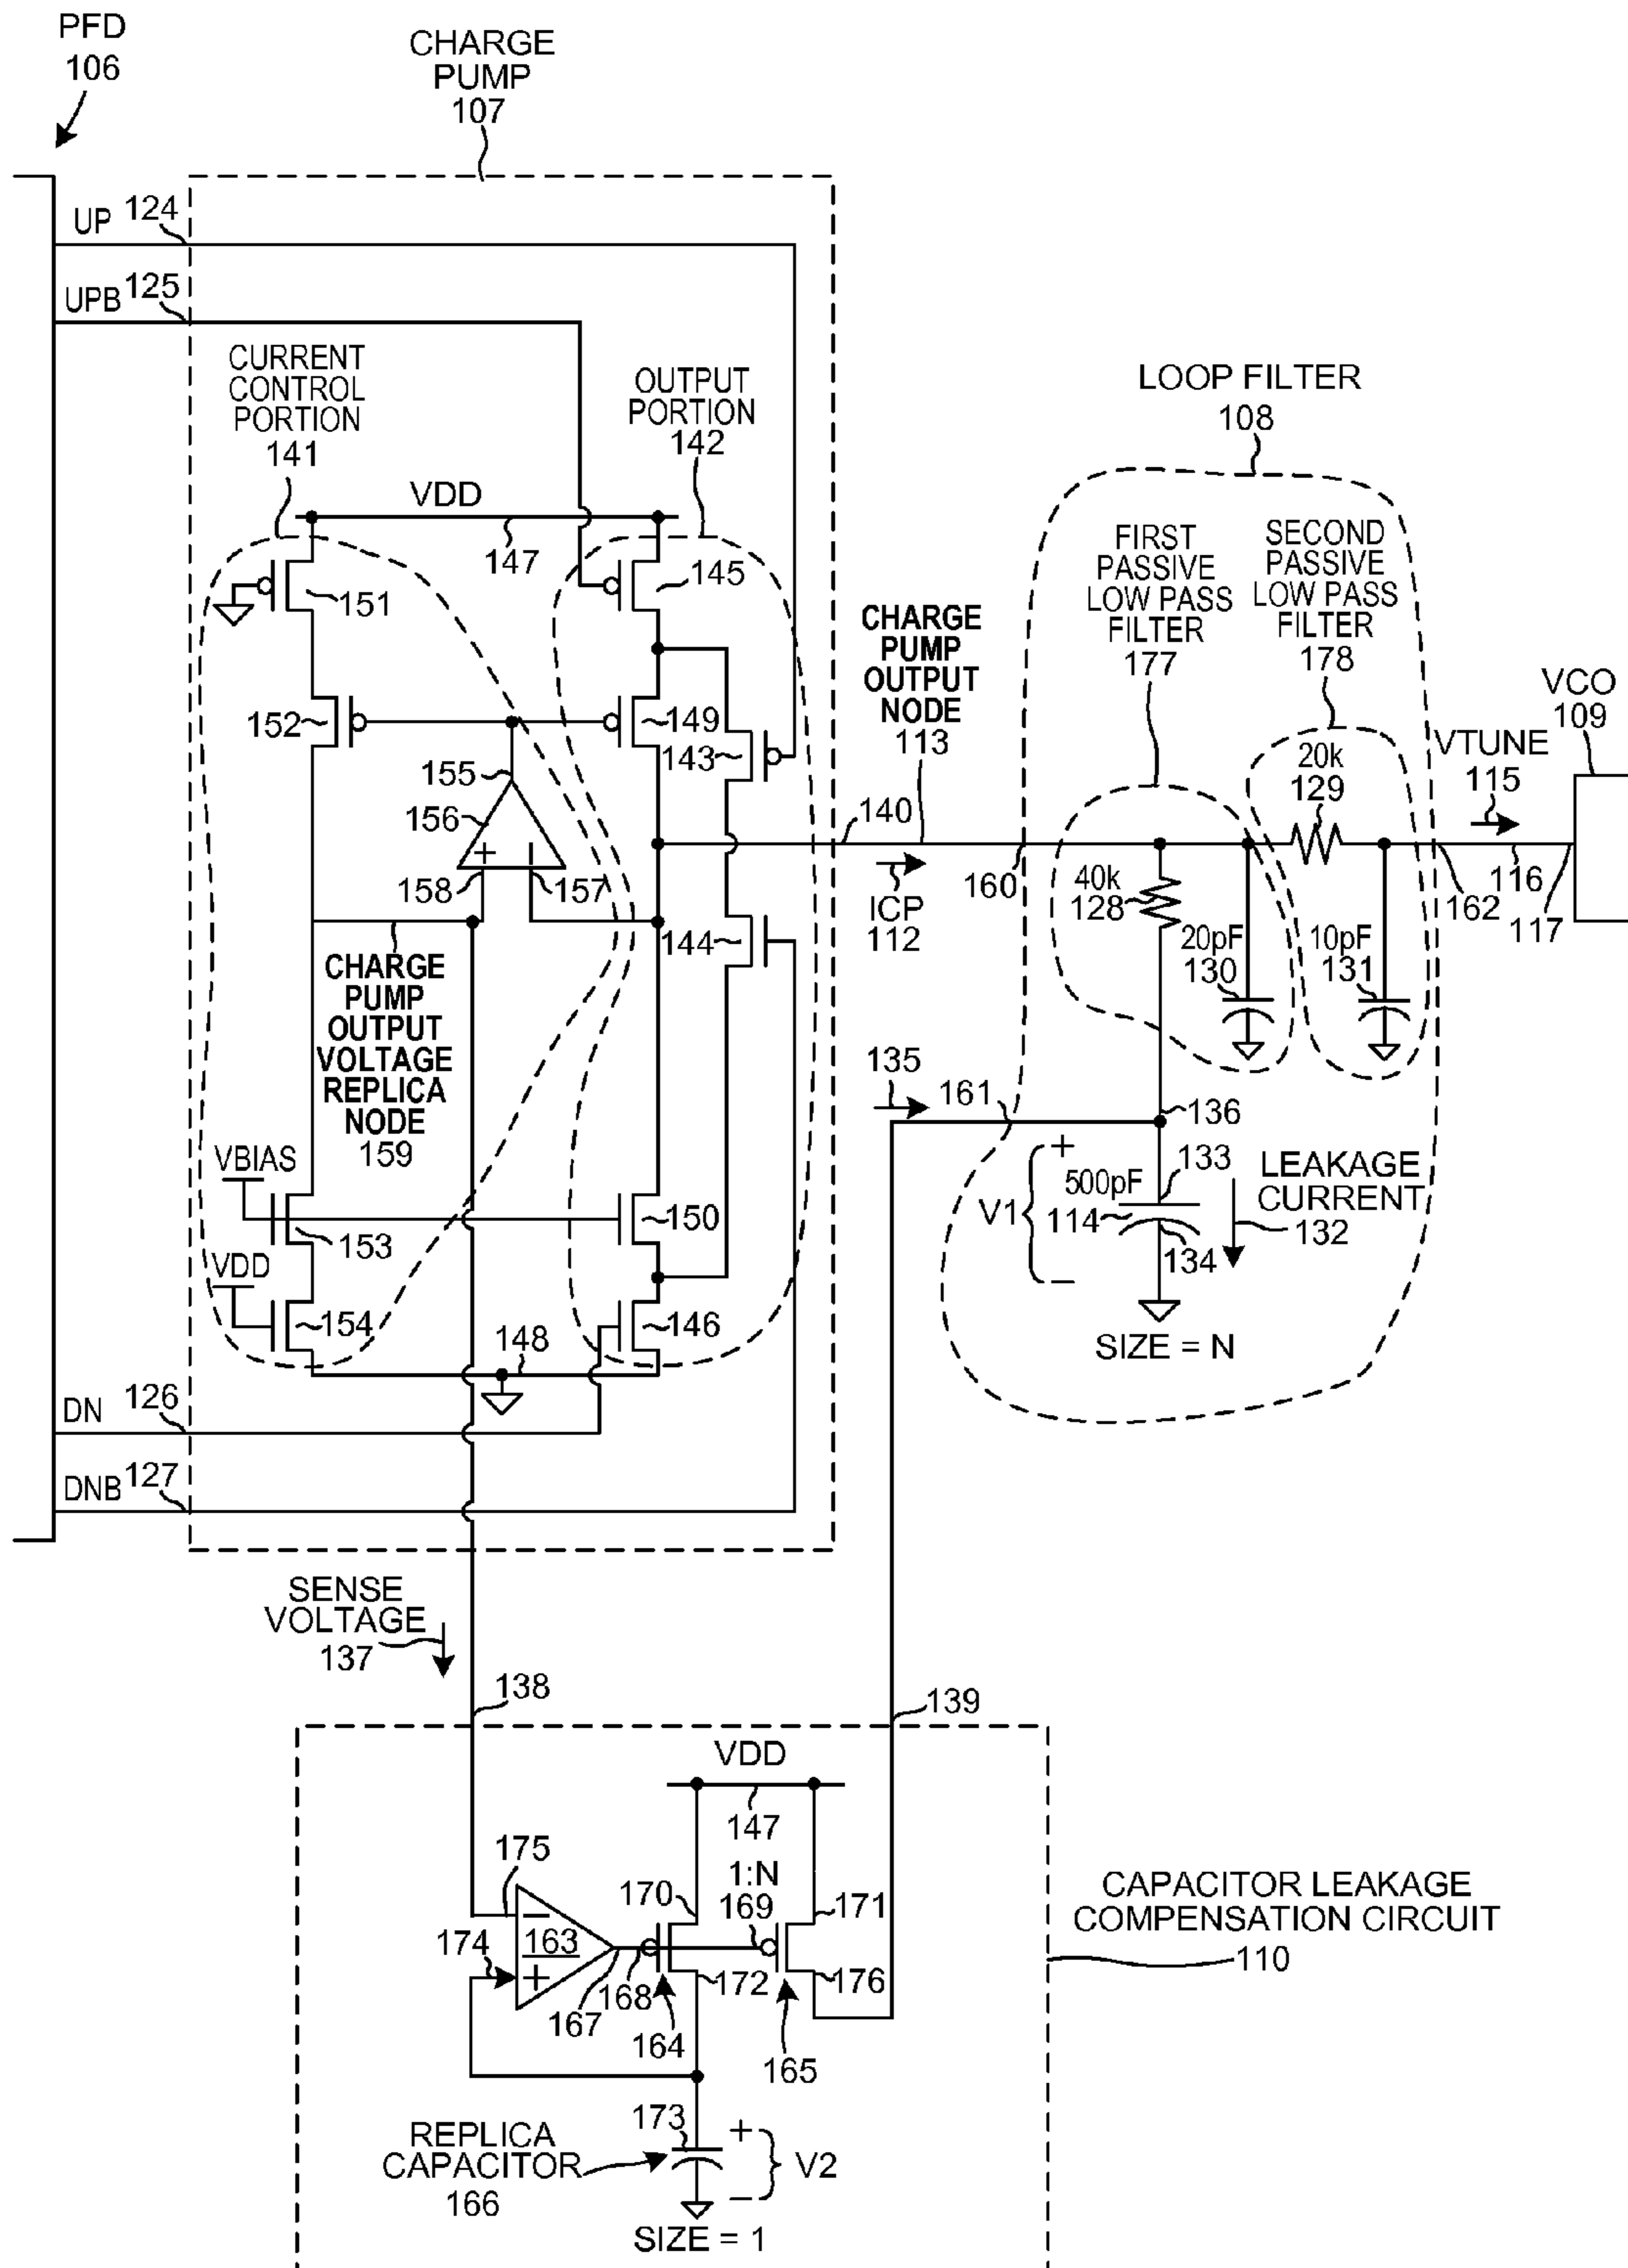 PFD
106
CHARGE
PUMP
107
UP 124
UPB 125
CURRENT
CONTROL
PORTION
141
OUTPUT
PORTION
142
VDD
147
151
145
152
149
143
155
156
+
−
158
157
CHARGE
PUMP
OUTPUT
NODE
113
140
ICP
112
160
144
CHARGE
PUMP
OUTPUT
VOLTAGE
REPLICA
NODE
159
VBIAS
153
150
VDD
154
146
148
DN 126
DNB 127
LOOP FILTER
108
FIRST
PASSIVE
LOW PASS
FILTER
177
SECOND
PASSIVE
LOW PASS
FILTER
178
VCO
109
20k
129
VTUNE
115
40k
128
20pF
130
10pF
131
162
116
117
135
161
136
+
V1
−
500pF
114
133
134
LEAKAGE
CURRENT
132
SIZE = N
SENSE
VOLTAGE
137
138
139
VDD
147
1:N
175
170
169
171
−
163
174
+
167
168
172
176
164
165
CAPACITOR LEAKAGE
COMPENSATION CIRCUIT
110
REPLICA
CAPACITOR
166
173
+
V2
−
SIZE = 1